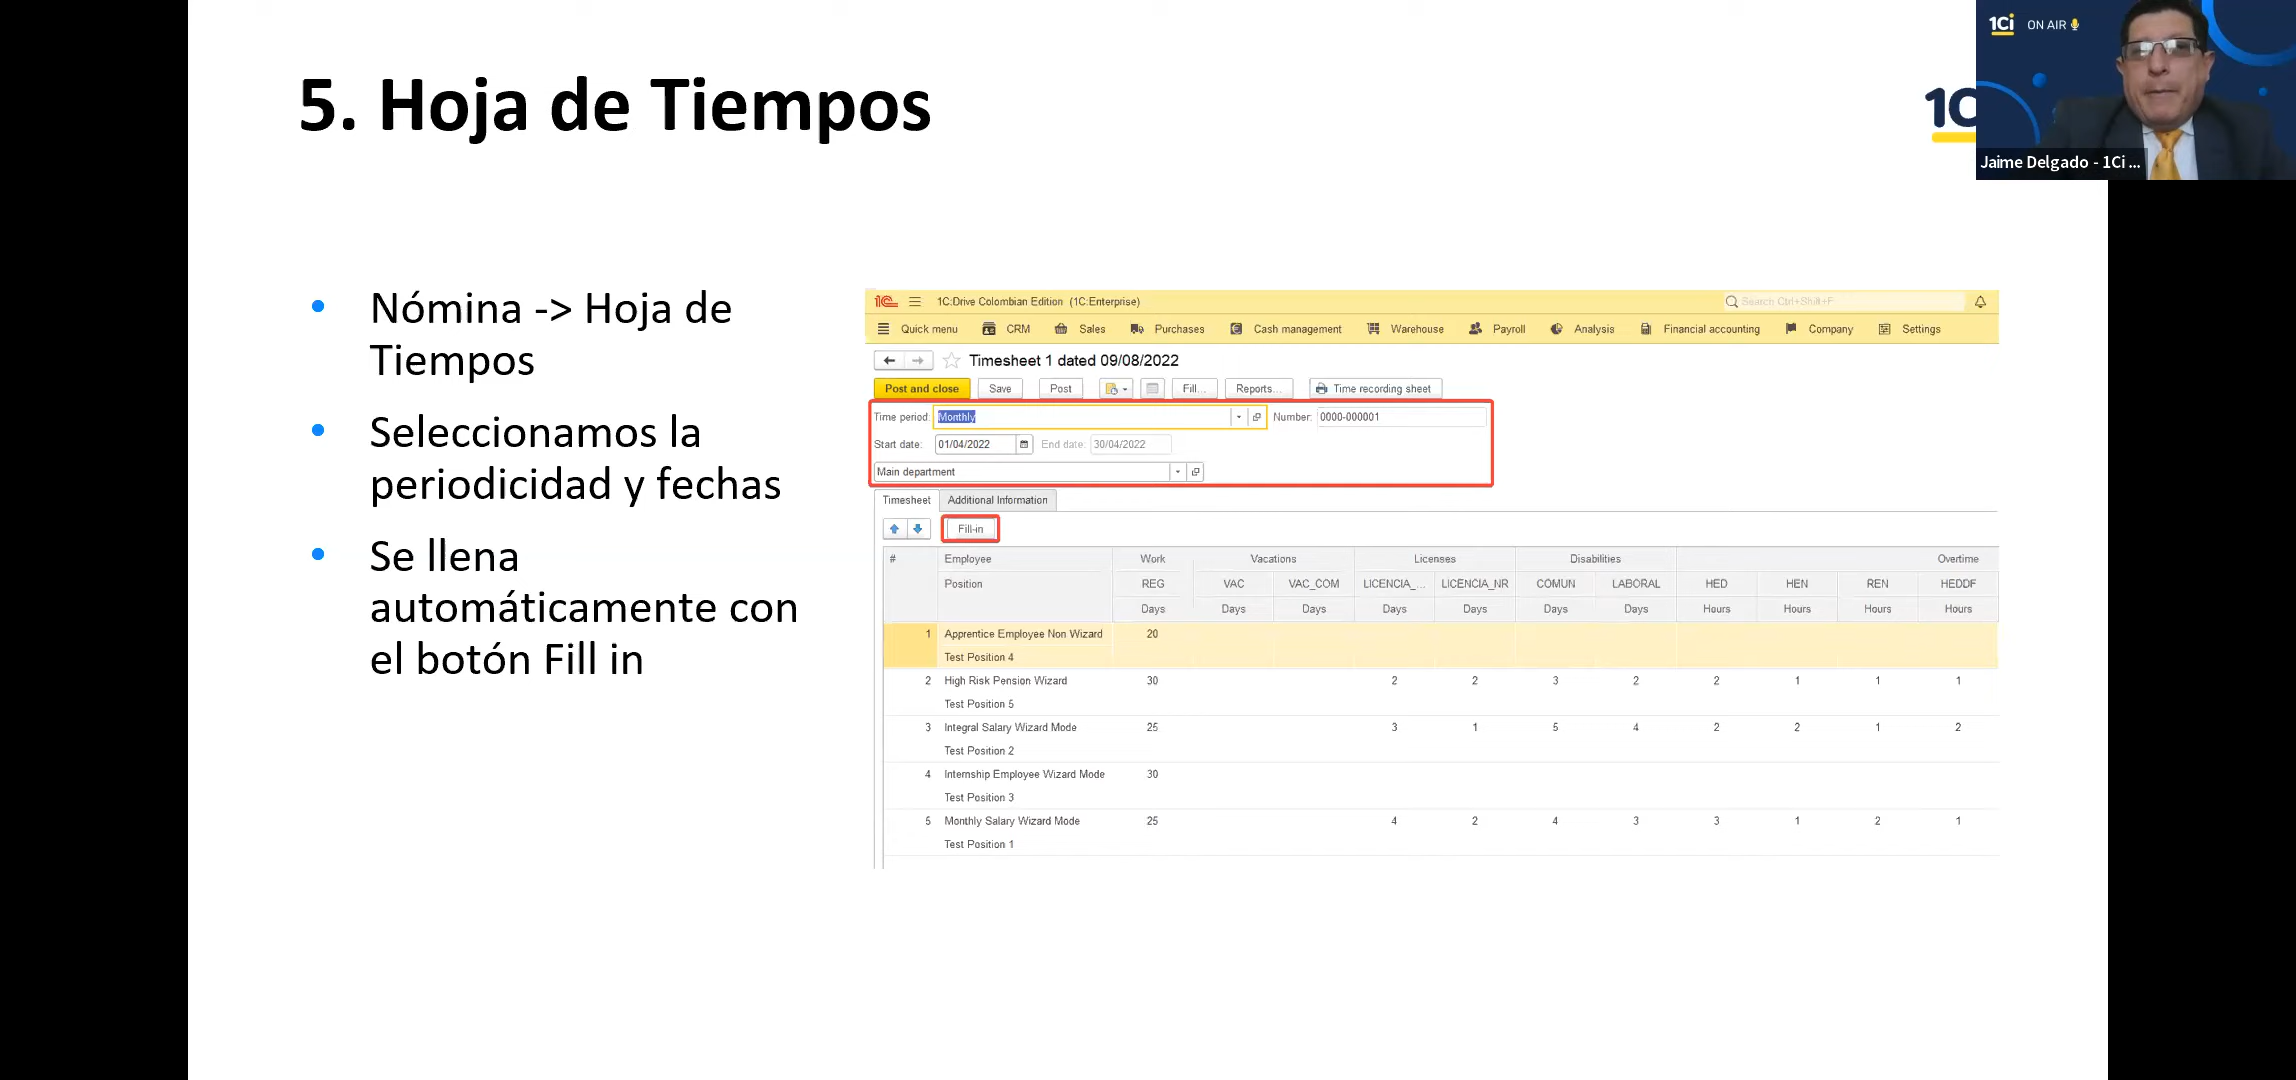 5. Hoja de Tiempos
1Ci ON AIR
1C
Jaime Delgado - 1Ci ...
• Nómina -> Hoja de
Tiempos
• Seleccionamos la
periodicidad y fechas
• Se llena
automáticamente con
el botón Fill in
1C 1C:Drive Colombian Edition (1C:Enterprise) Search Ctrl+Shift+F
Quick menu CRM Sales Purchases Cash management Warehouse Payroll Analysis Financial accounting Company Settings
Timesheet 1 dated 09/08/2022
Post and close Save Post Fill... Reports... Time recording sheet
Time period: Monthly Number: 0000-000001
Start date: 01/04/2022 End date: 30/04/2022
Main department
Timesheet Additional Information
Fill-in
# Employee Work Vacations Licenses Disabilities Overtime
Position REG VAC VAC_COM LICENCIA_... LICENCIA_NR COMUN LABORAL HED HEN REN HEDDF
Days Days Days Days Days Days Days Hours Hours Hours Hours
1 Apprentice Employee Non Wizard 20
Test Position 4
2 High Risk Pension Wizard 30 2 2 3 2 2 1 1 1
Test Position 5
3 Integral Salary Wizard Mode 25 3 1 5 4 2 2 1 2
Test Position 2
4 Internship Employee Wizard Mode 30
Test Position 3
5 Monthly Salary Wizard Mode 25 4 2 4 3 3 1 2 1
Test Position 1